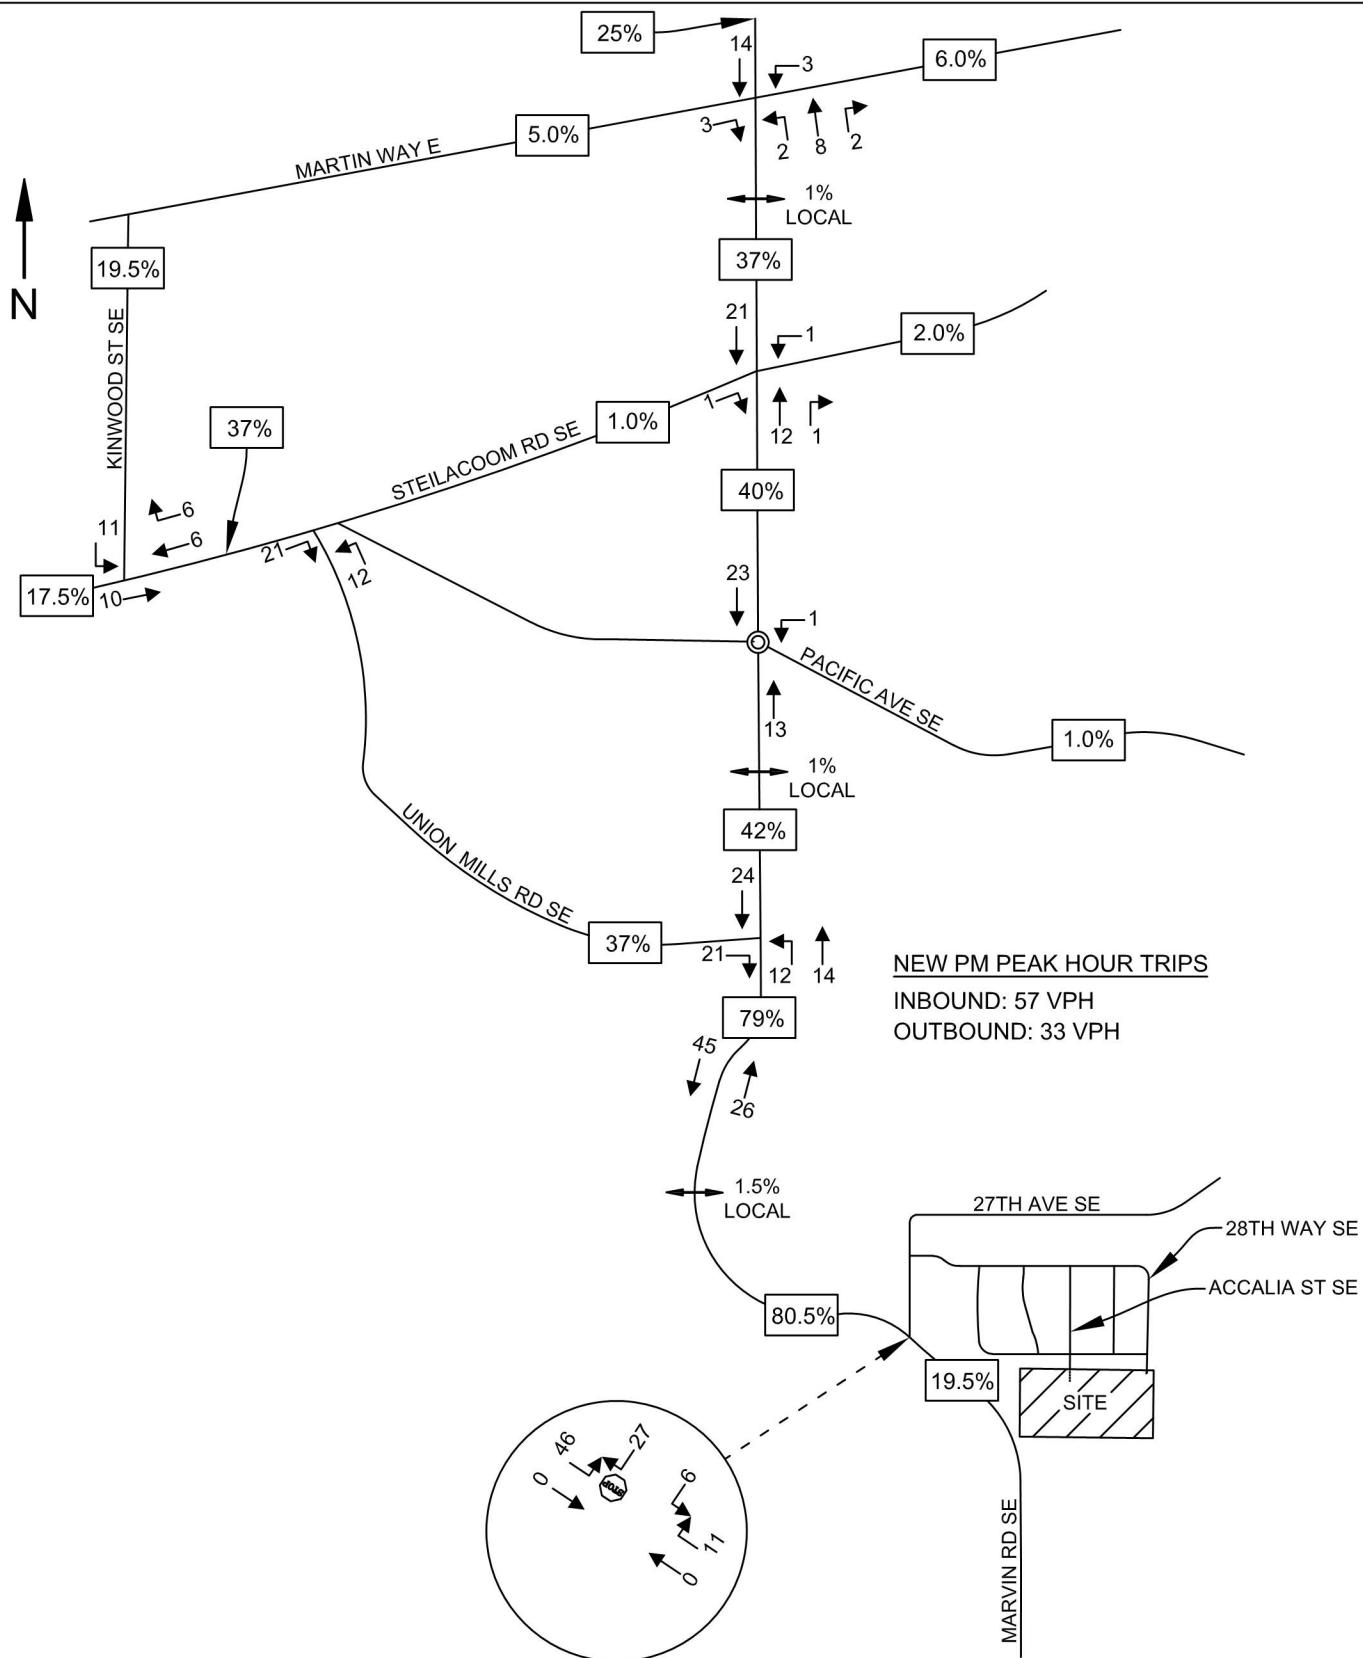 25%
14
3
6.0%
3
2
8
2
5.0%
MARTIN WAY E
1%
LOCAL
19.5%
37%
N
KINWOOD ST SE
21
1
2.0%
37%
1
1.0%
12
1
STEILACOOM RD SE
40%
11
6
6
21
12
17.5%
10
23
1
PACIFIC AVE SE
13
1.0%
1%
LOCAL
42%
UNION MILLS RD SE
24
37%
21
12
14
NEW PM PEAK HOUR TRIPS
INBOUND: 57 VPH
OUTBOUND: 33 VPH
79%
45
26
1.5%
LOCAL
27TH AVE SE
28TH WAY SE
ACCALIA ST SE
80.5%
19.5%
SITE
46
27
0
STOP
6
11
0
MARVIN RD SE